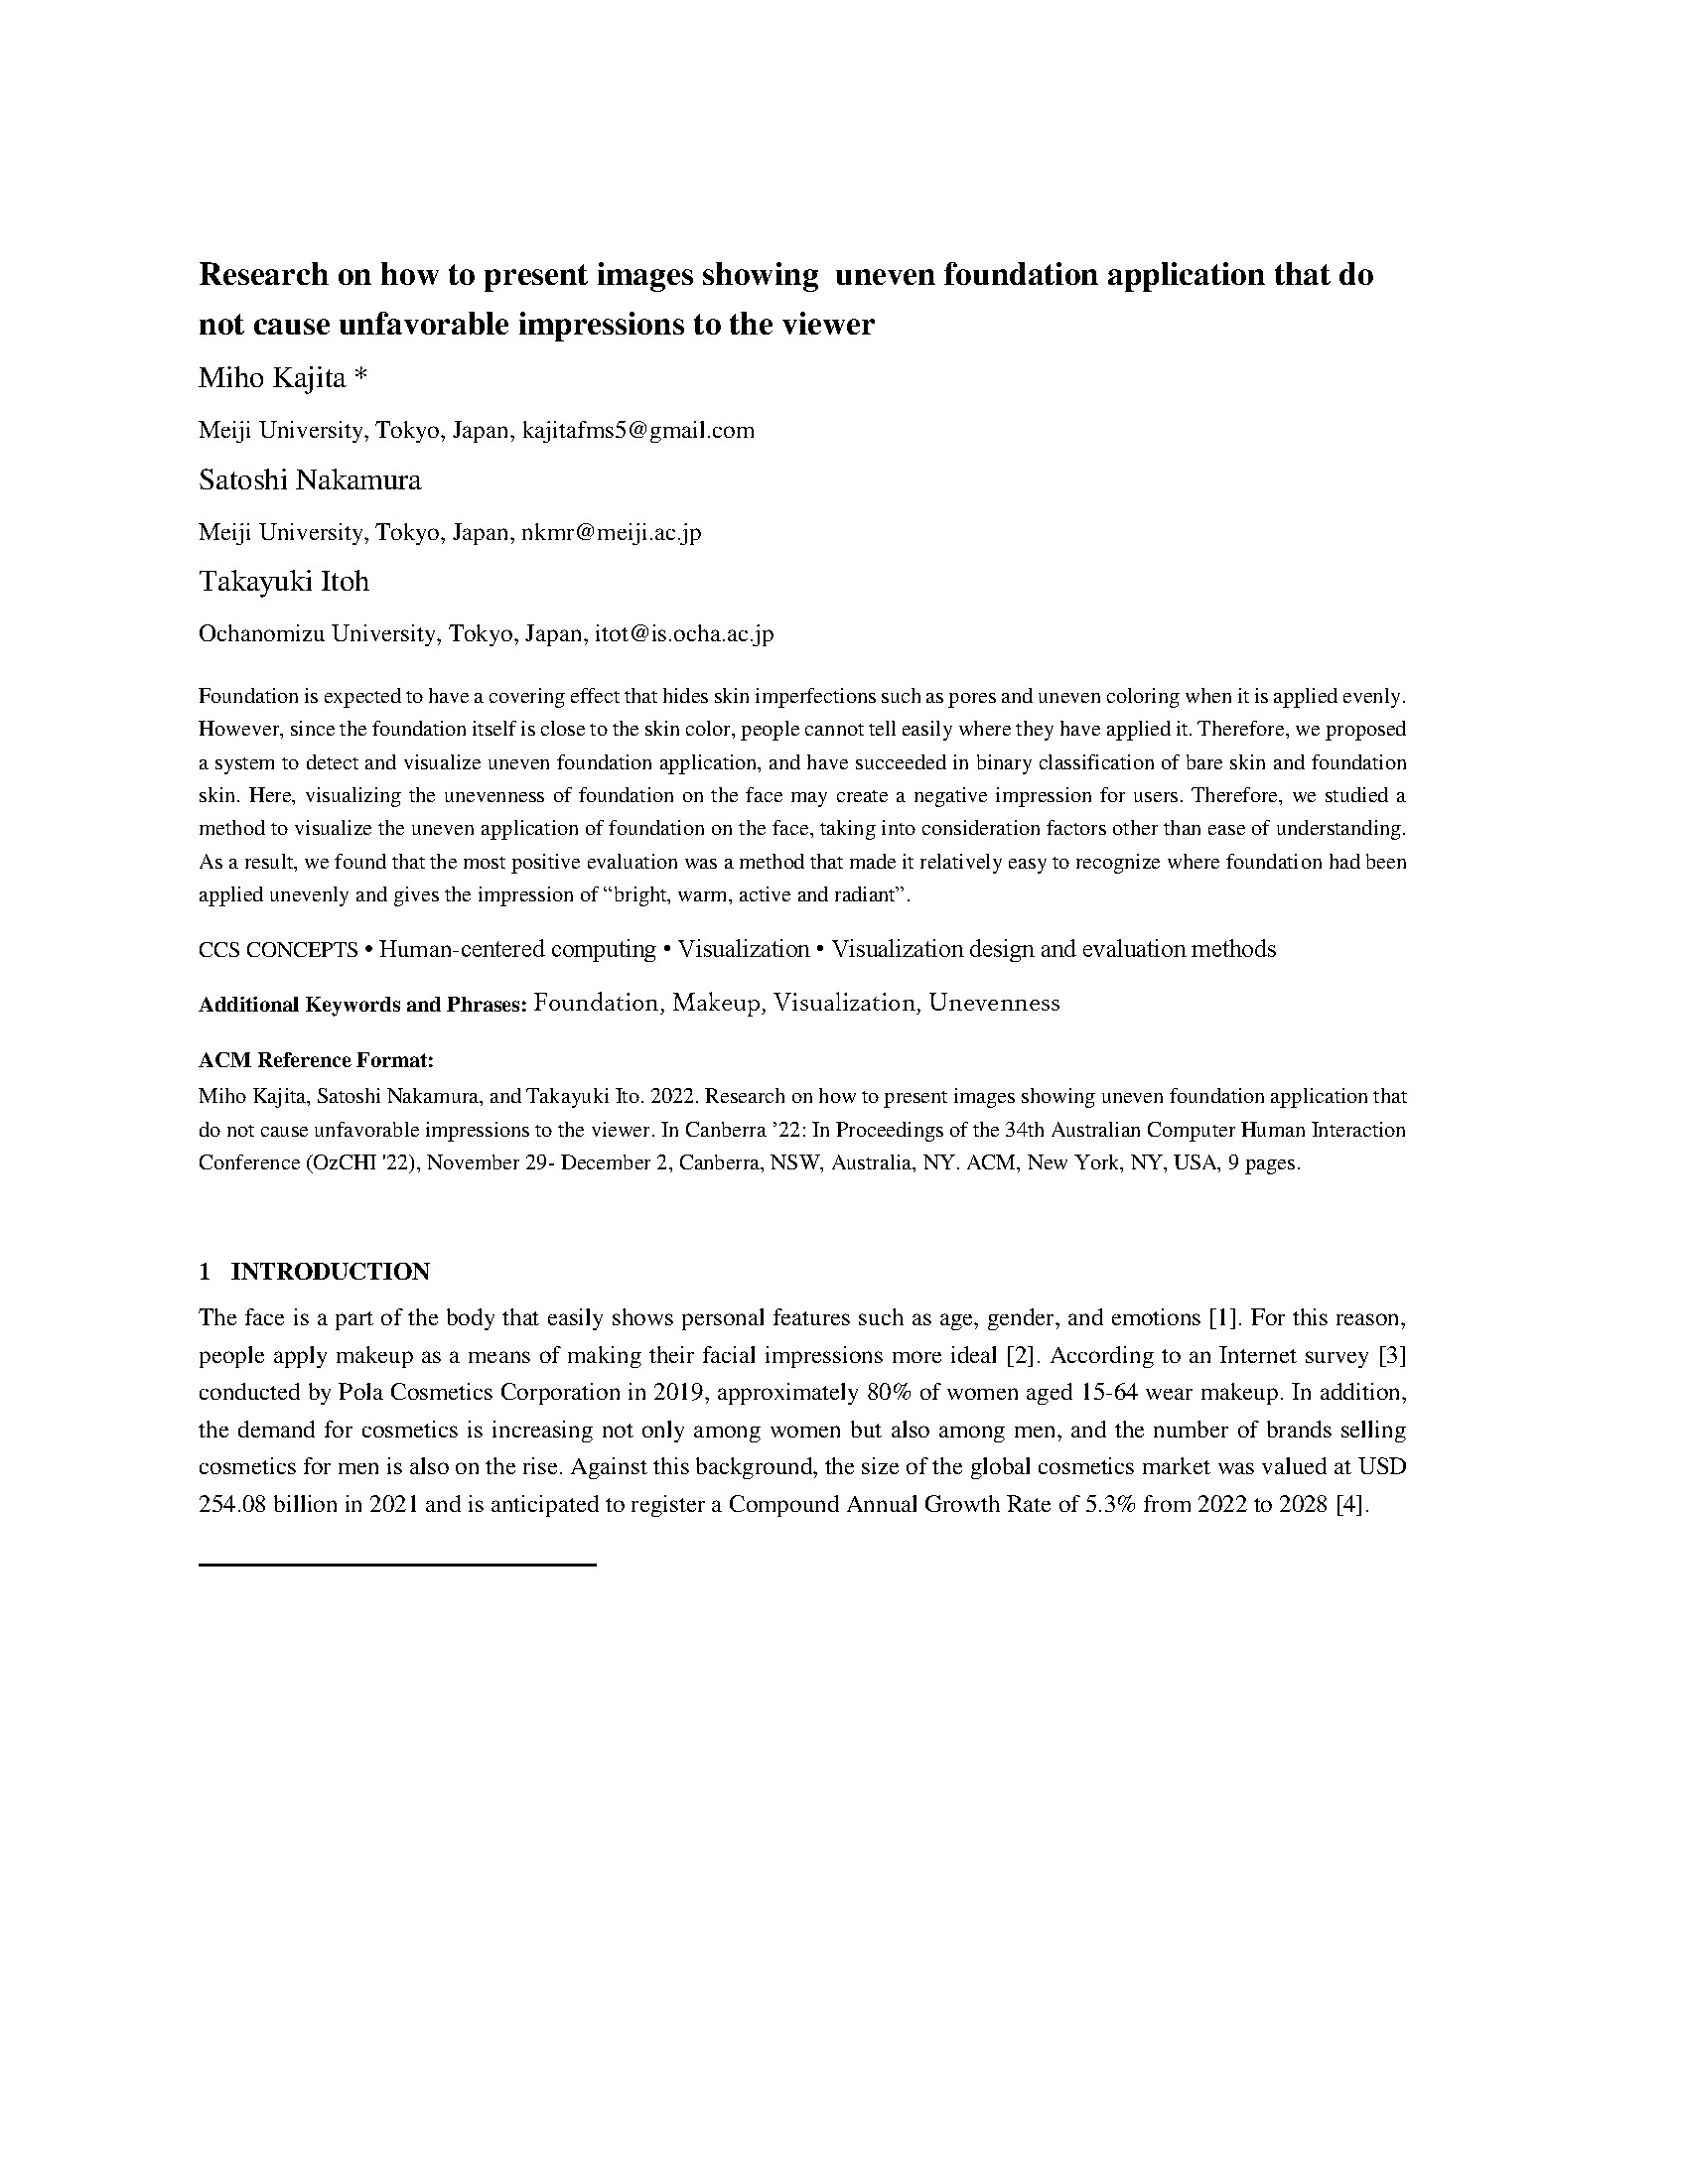 Research on how to present images showing  uneven foundation application that do
not cause unfavorable impressions to the viewer
Miho Kajita *
Meiji University, Tokyo, Japan, kajitafms5@gmail.com
Satoshi Nakamura
Meiji University, Tokyo, Japan, nkmr@meiji.ac.jp
Takayuki Itoh
Ochanomizu University, Tokyo, Japan, itot@is.ocha.ac.jp
Foundation is expected to have a covering effect that hides skin imperfections such as pores and uneven coloring when it is applied evenly.
However, since the foundation itself is close to the skin color, people cannot tell easily where they have applied it. Therefore, we proposed
a system to detect and visualize uneven foundation application, and have succeeded in binary classification of bare skin and foundation
skin. Here, visualizing the unevenness of foundation on the face may create a negative impression for users. Therefore, we studied a
method to visualize the uneven application of foundation on the face, taking into consideration factors other than ease of understanding.
As a result, we found that the most positive evaluation was a method that made it relatively easy to recognize where foundation had been
applied unevenly and gives the impression of “bright, warm, active and radiant”.
CCS CONCEPTS • Human-centered computing • Visualization • Visualization design and evaluation methods
Additional Keywords and Phrases: Foundation, Makeup, Visualization, Unevenness
ACM Reference Format:
Miho Kajita, Satoshi Nakamura, and Takayuki Ito. 2022. Research on how to present images showing uneven foundation application that
do not cause unfavorable impressions to the viewer. In Canberra ’22: In Proceedings of the 34th Australian Computer Human Interaction
Conference (OzCHI '22), November 29- December 2, Canberra, NSW, Australia, NY. ACM, New York, NY, USA, 9 pages.
1 INTRODUCTION
The face is a part of the body that easily shows personal features such as age, gender, and emotions [1]. For this reason,
people apply makeup as a means of making their facial impressions more ideal [2]. According to an Internet survey [3]
conducted by Pola Cosmetics Corporation in 2019, approximately 80% of women aged 15-64 wear makeup. In addition,
the demand for cosmetics is increasing not only among women but also among men, and the number of brands selling
cosmetics for men is also on the rise. Against this background, the size of the global cosmetics market was valued at USD
254.08 billion in 2021 and is anticipated to register a Compound Annual Growth Rate of 5.3% from 2022 to 2028 [4].